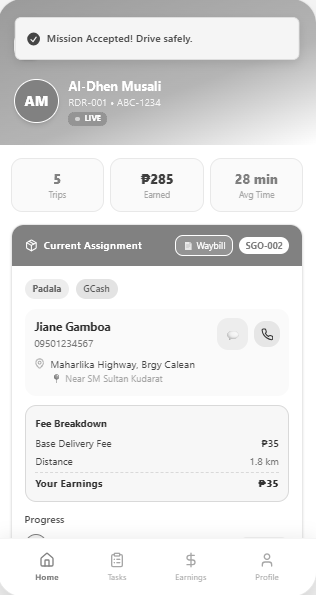 Mission Accepted! Drive safely.
AM
Al-Dhen Musali
RDR-001 • ABC-1234
LIVE
5
Trips
₱285
Earned
28 min
Avg Time
Current Assignment
Waybill
SGO-002
Padala
GCash
Jiane Gamboa
09501234567
Maharlika Highway, Brgy Calean
Near SM Sultan Kudarat
Fee Breakdown
Base Delivery Fee ₱35
Distance 1.8 km
Your Earnings ₱35
Progress
Home
Tasks
Earnings
Profile